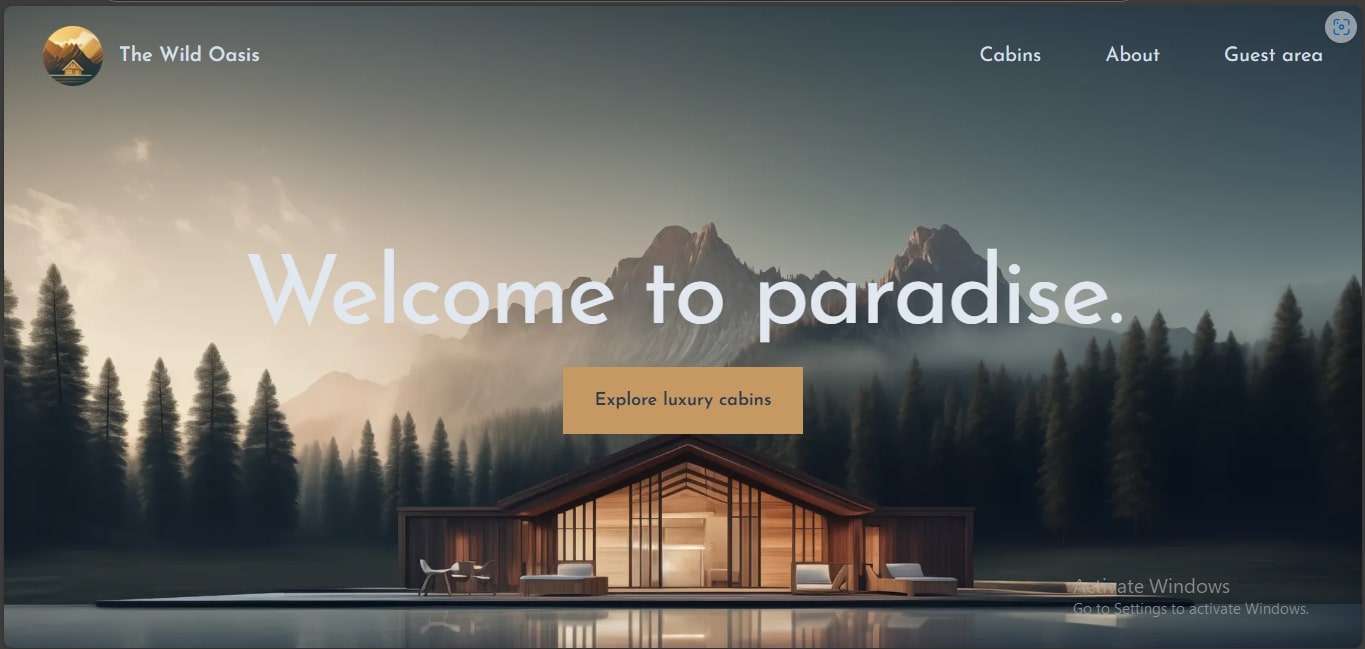 The Wild Oasis
Cabins
About
Guest area
Welcome to paradise.
Explore luxury cabins
Activate Windows
Go to Settings to activate Windows.